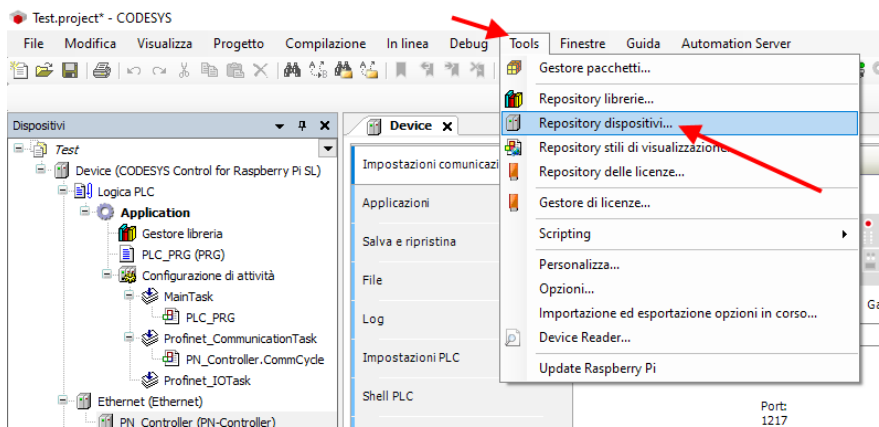 Test.project* - CODESYS
File Modifica Visualizza Progetto Compilazione In linea Debug Tools Finestre Guida Automation Server
Gestore pacchetti...
Repository librerie...
Repository dispositivi...
Repository stili di visualizzazione...
Repository delle licenze...
Gestore di licenze...
Scripting
Personalizza...
Opzioni...
Importazione ed esportazione opzioni in corso...
Device Reader...
Update Raspberry Pi
Dispositivi
Test
Device (CODESYS Control for Raspberry Pi SL)
Logica PLC
Application
Gestore libreria
PLC_PRG (PRG)
Configurazione di attività
MainTask
PLC_PRG
Profinet_CommunicationTask
PN_Controller.CommCycle
Profinet_IOTask
Ethernet (Ethernet)
PN_Controller (PN-Controller)
Device
Impostazioni comunicazi
Applicazioni
Salva e ripristina
File
Log
Impostazioni PLC
Shell PLC
Ga
Port:
1217